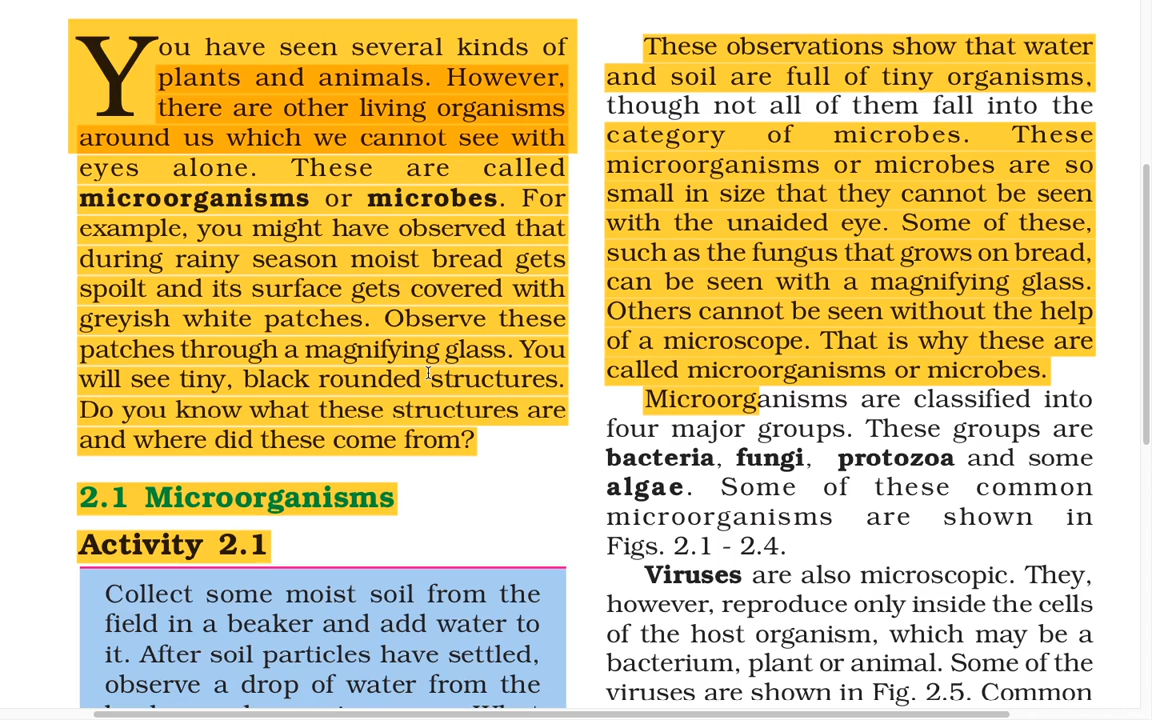 You have seen several kinds of
plants and animals. However,
there are other living organisms
around us which we cannot see with
eyes alone. These are called
microorganisms or microbes. For
example, you might have observed that
during rainy season moist bread gets
spoilt and its surface gets covered with
greyish white patches. Observe these
patches through a magnifying glass. You
will see tiny, black rounded structures.
Do you know what these structures are
and where did these come from?
2.1 Microorganisms
Activity 2.1
Collect some moist soil from the
field in a beaker and add water to
it. After soil particles have settled,
observe a drop of water from the
These observations show that water
and soil are full of tiny organisms,
though not all of them fall into the
category of microbes. These
microorganisms or microbes are so
small in size that they cannot be seen
with the unaided eye. Some of these,
such as the fungus that grows on bread,
can be seen with a magnifying glass.
Others cannot be seen without the help
of a microscope. That is why these are
called microorganisms or microbes.
Microorganisms are classified into
four major groups. These groups are
bacteria, fungi, protozoa and some
algae. Some of these common
microorganisms are shown in
Figs. 2.1 - 2.4.
Viruses are also microscopic. They,
however, reproduce only inside the cells
of the host organism, which may be a
bacterium, plant or animal. Some of the
viruses are shown in Fig. 2.5. Common